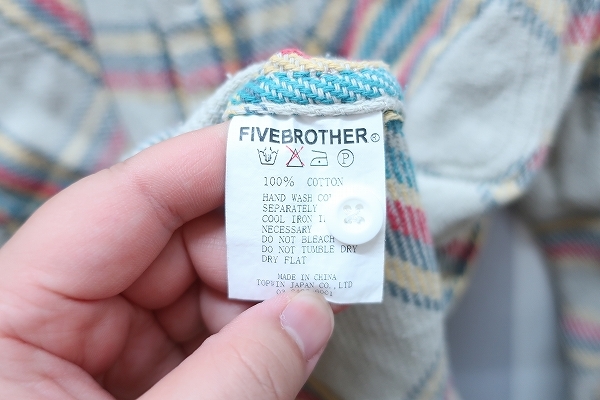 FIVEBROTHER®
P
100% COTTON
HAND WASH
SEPARATELY
COOL IRON
NECESSARY
DO NOT BLEACH
DO NOT TUMBLE DRY
DRY FLAT
MADE IN CHINA
TOPWIN JAPAN CO.,LTD